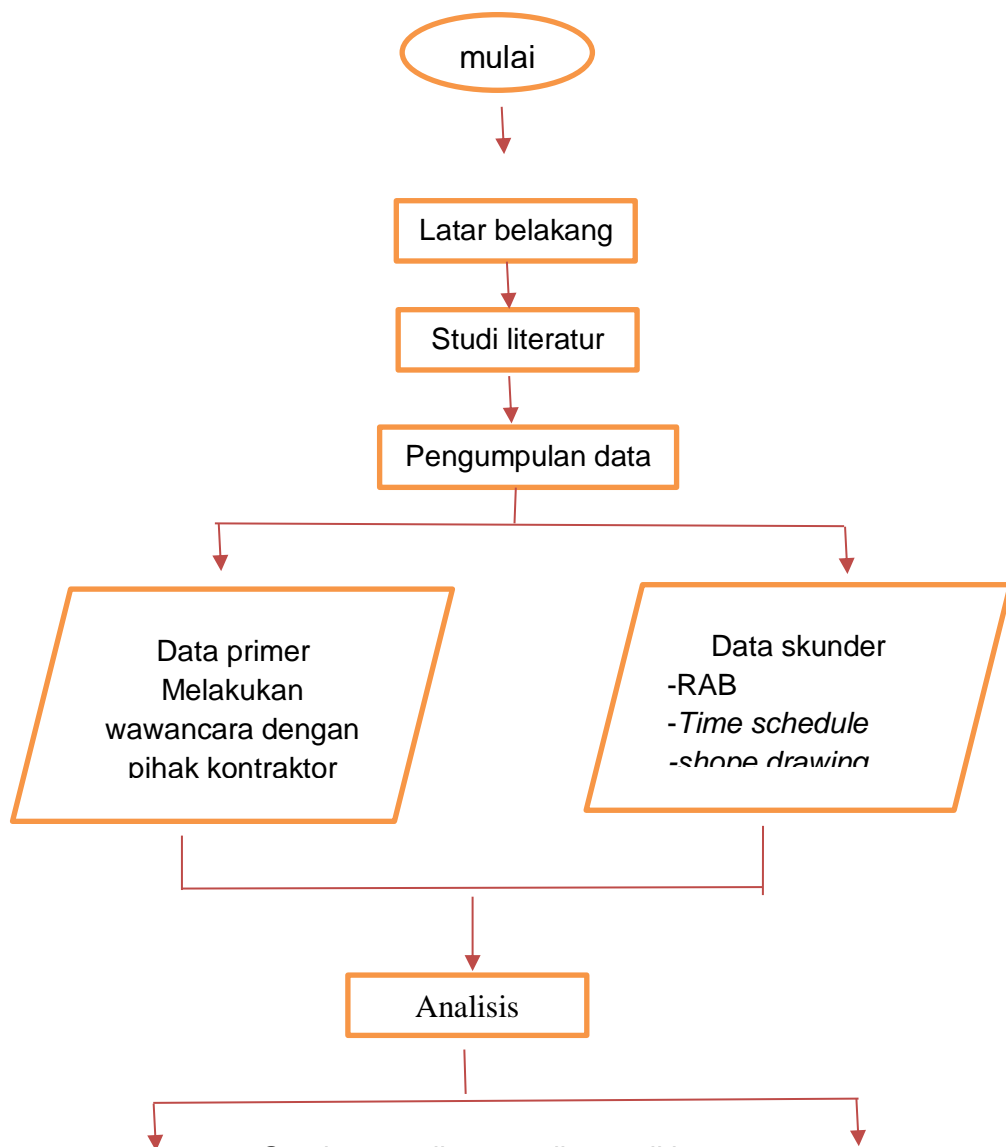 mulai
Latar belakang
Studi literatur
Pengumpulan data
Data primer
Melakukan
wawancara dengan
pihak kontraktor
Data skunder
-RAB
-Time schedule
-shope drawing
Analisis